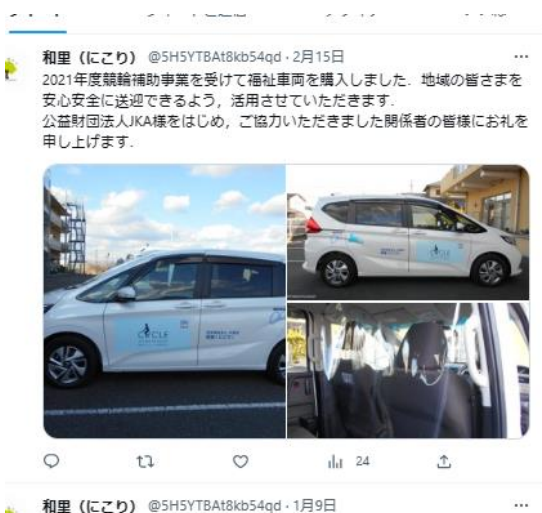 和里（にこり） @5H5YTBAt8kb54qd · 2月15日
2021年度競輪補助事業を受けて福祉車両を購入しました．地域の皆さまを
安心安全に送迎できるよう，活用させていただきます．
公益財団法人JKA様をはじめ，ご協力いただきました関係者の皆様にお礼を
申し上げます．
CYCLE
24
和里（にこり） @5H5YTBAt8kb54qd · 1月9日